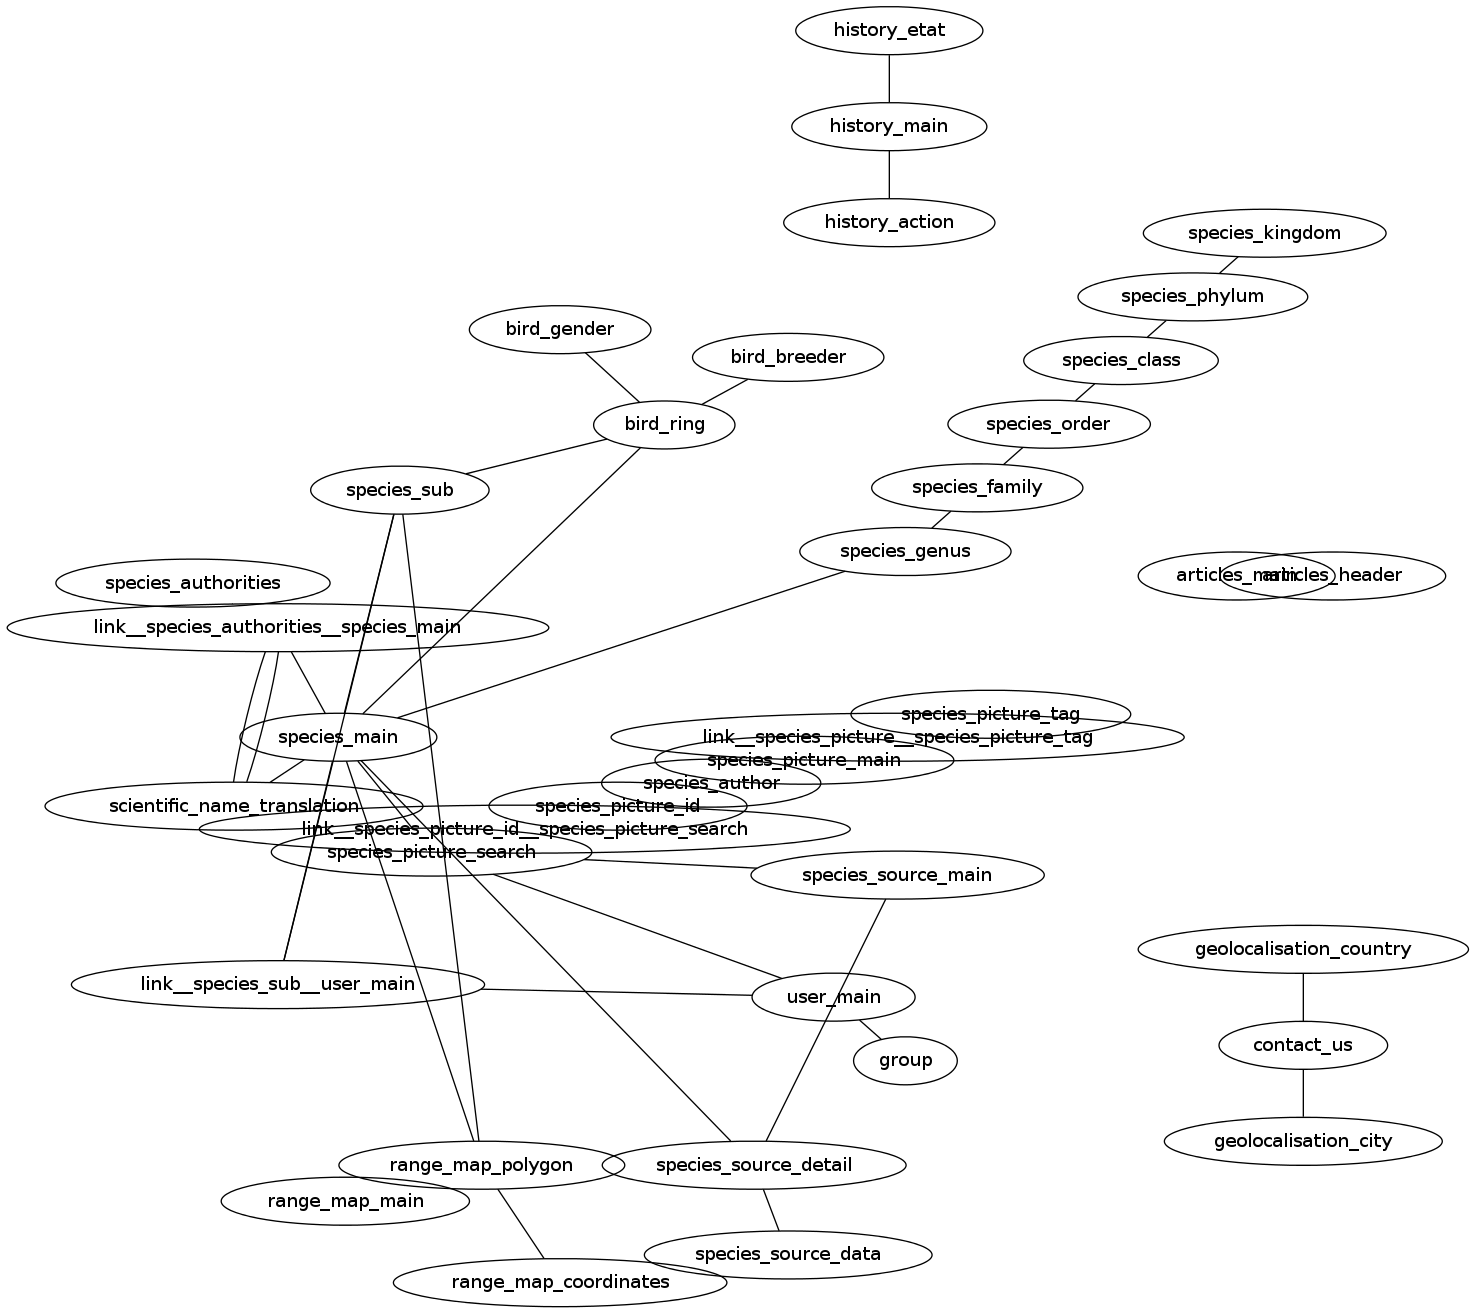 history_etat
history_main
history_action
species_kingdom
species_phylum
bird_gender
bird_breeder
species_class
bird_ring
species_order
species_sub
species_family
species_genus
species_authorities
articles_main
articles_header
link__species_authorities__species_main
species_picture_tag
species_main
link__species_picture__species_picture_tag
species_picture_main
species_author
scientific_name_translation
species_picture_id
link__species_picture_id__species_picture_search
species_picture_search
species_source_main
geolocalisation_country
link__species_sub__user_main
user_main
contact_us
group
geolocalisation_city
range_map_polygon
species_source_detail
range_map_main
species_source_data
range_map_coordinates